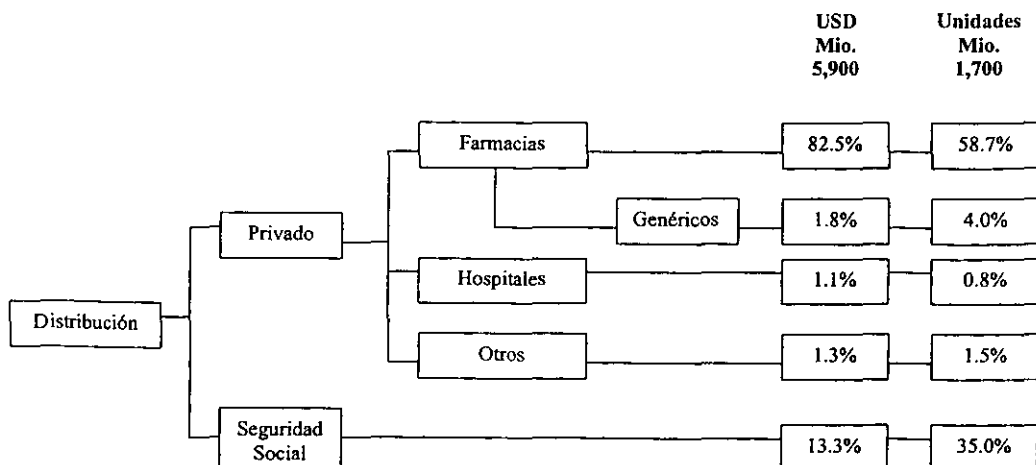 USD Unidades
Mio. Mio.
5,900 1,700
Farmacias 82.5% 58.7%
Genéricos 1.8% 4.0%
Privado
Hospitales 1.1% 0.8%
Distribución
Otros 1.3% 1.5%
Seguridad
Social 13.3% 35.0%